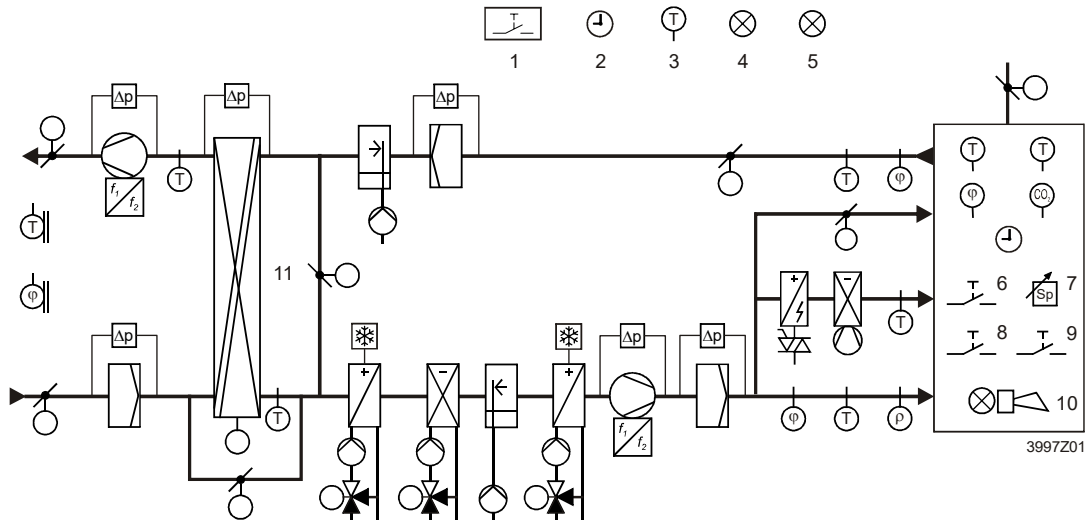 T
T
1 2 3 4 5
Δp Δp Δp
T T φ
f1
f2
T T
φ CO2
T
φ
11
+ − 6 7
Sp
T
8 9
Δp + − + Δp Δp
T φ T ρ
f1
f2
10
3997Z01